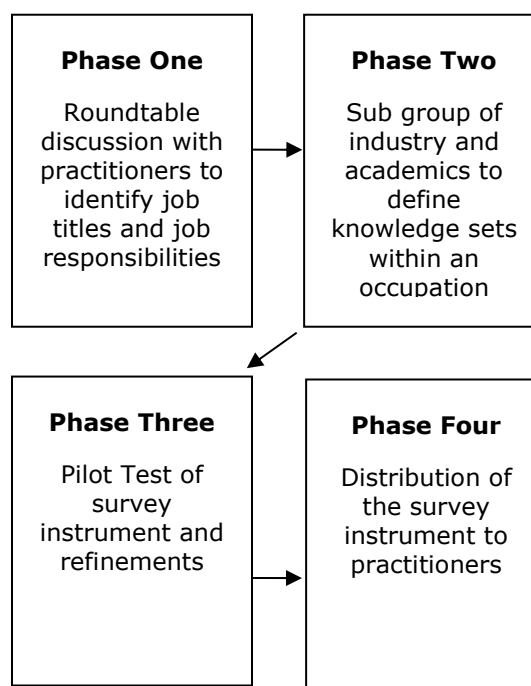 Phase One
Roundtable
discussion with
practitioners to
identify job
titles and job
responsibilities
Phase Two
Sub group of
industry and
academics to
define
knowledge sets
within an
occupation
Phase Three
Pilot Test of
survey
instrument and
refinements
Phase Four
Distribution of
the survey
instrument to
practitioners